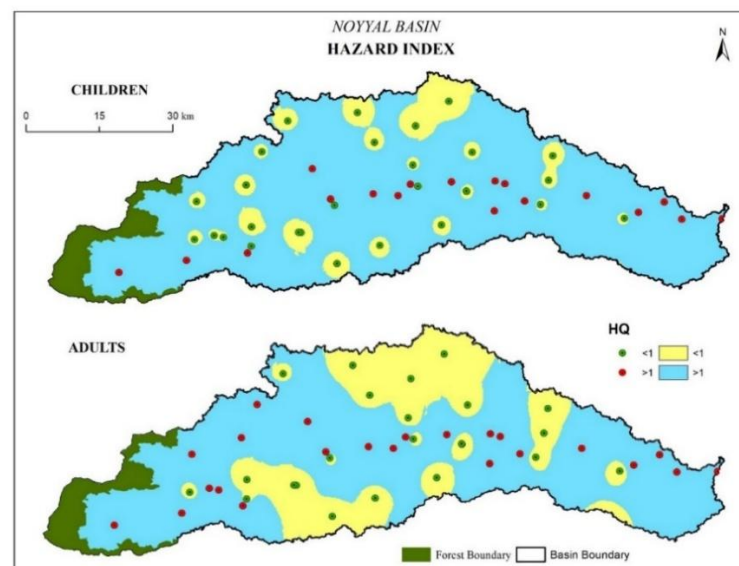 NOYYAL BASIN
HAZARD INDEX
N
CHILDREN
0 15 30 km
ADULTS
HQ
<1 <1
>1 >1
Forest Boundary Basin Boundary